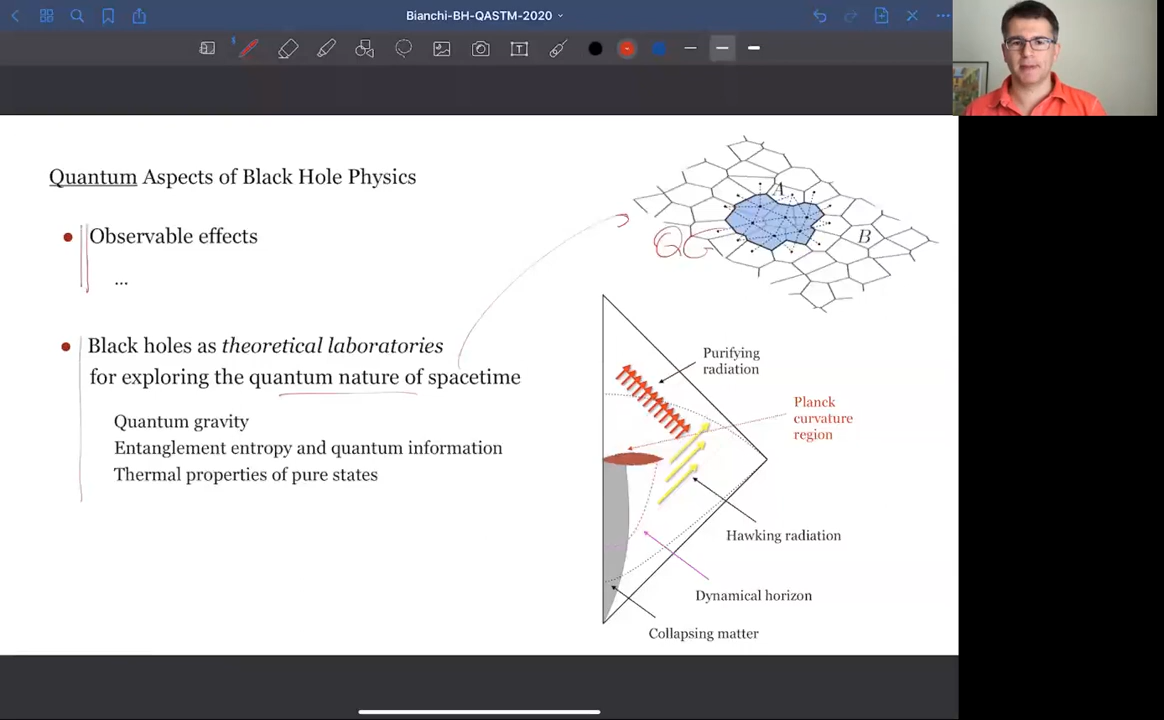 Bianchi-BH-QASTM-2020
T
Quantum Aspects of Black Hole Physics
Observable effects
...
Black holes as theoretical laboratories
for exploring the quantum nature of spacetime
Quantum gravity
Entanglement entropy and quantum information
Thermal properties of pure states
A
QG
B
Purifying
radiation
Planck
curvature
region
Hawking radiation
Dynamical horizon
Collapsing matter